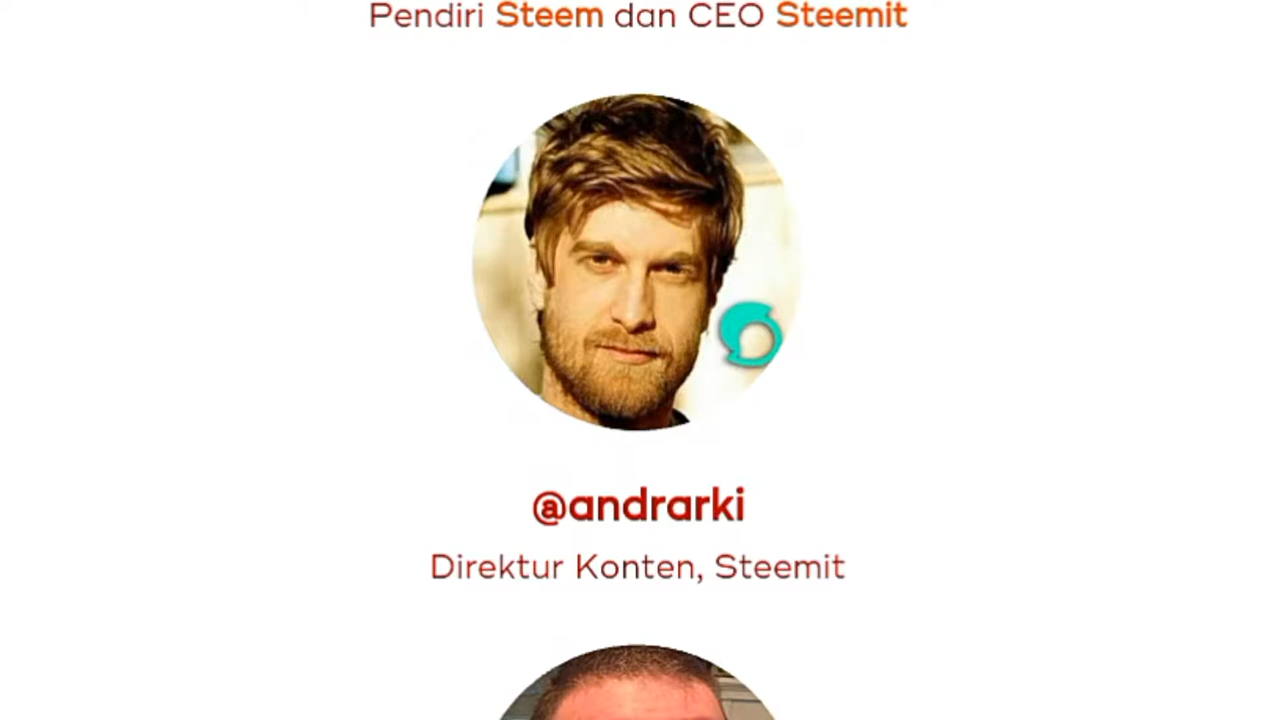 Pendiri Steem dan CEO Steemit
@andrarki
Direktur Konten, Steemit